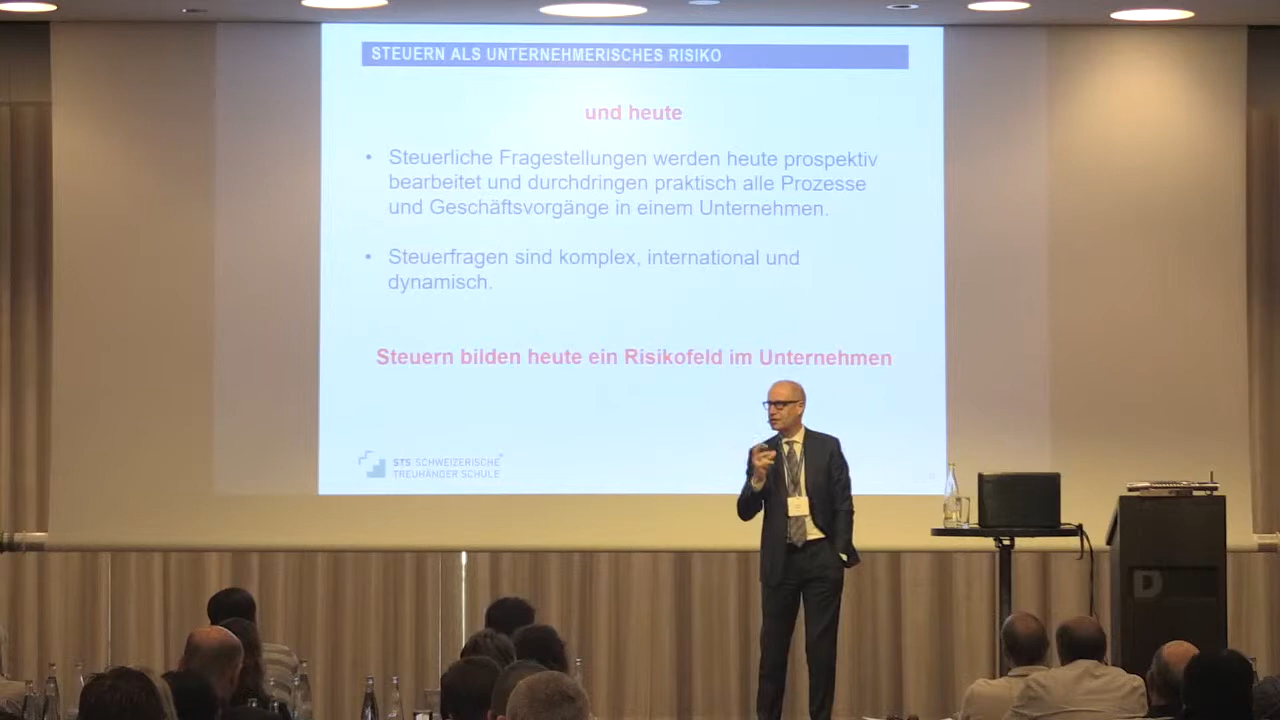 STEUERN ALS UNTERNEHMERISCHES RISIKO
und heute
• Steuerliche Fragestellungen werden heute prospektiv
bearbeitet und durchdringen praktisch alle Prozesse
und Geschäftsvorgänge in einem Unternehmen.
• Steuerfragen sind komplex, international und
dynamisch.
Steuern bilden heute ein Risikofeld im Unternehmen
STS SCHWEIZERISCHE
TREUHÄNDER SCHULE
D